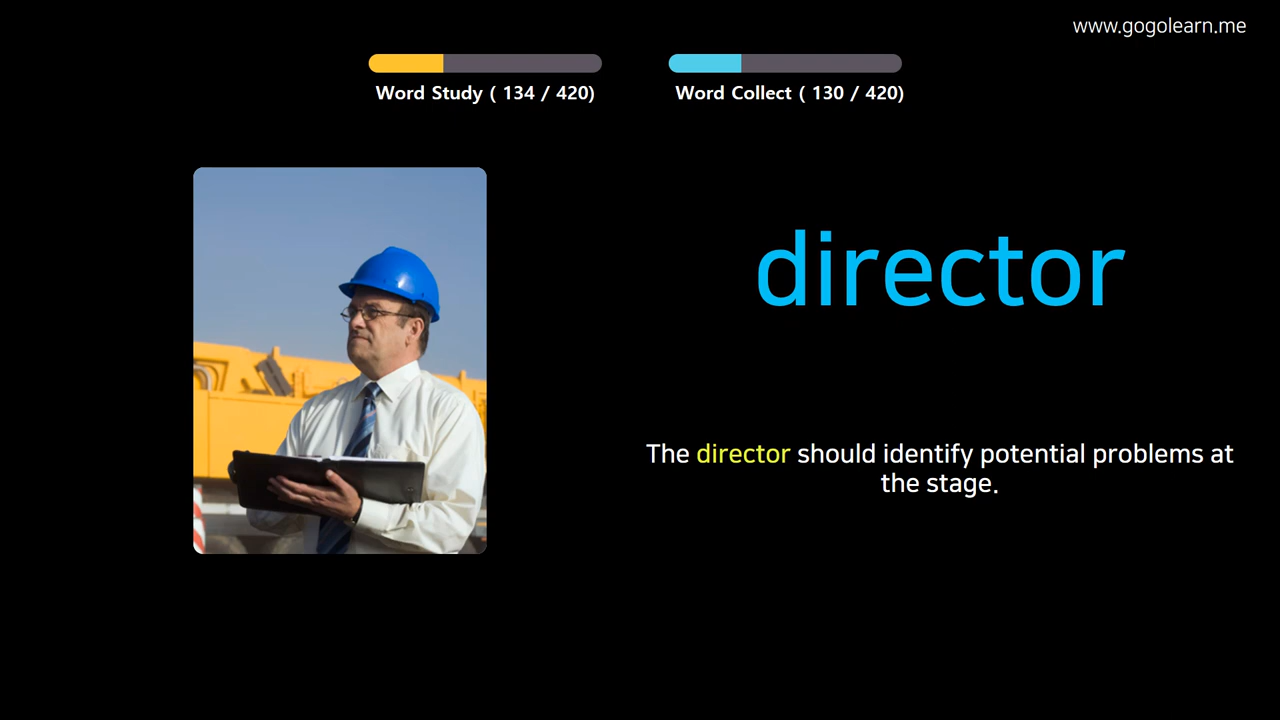 www.gogolearn.me
Word Study ( 134 / 420)
Word Collect ( 130 / 420)
director
The director should identify potential problems at
the stage.